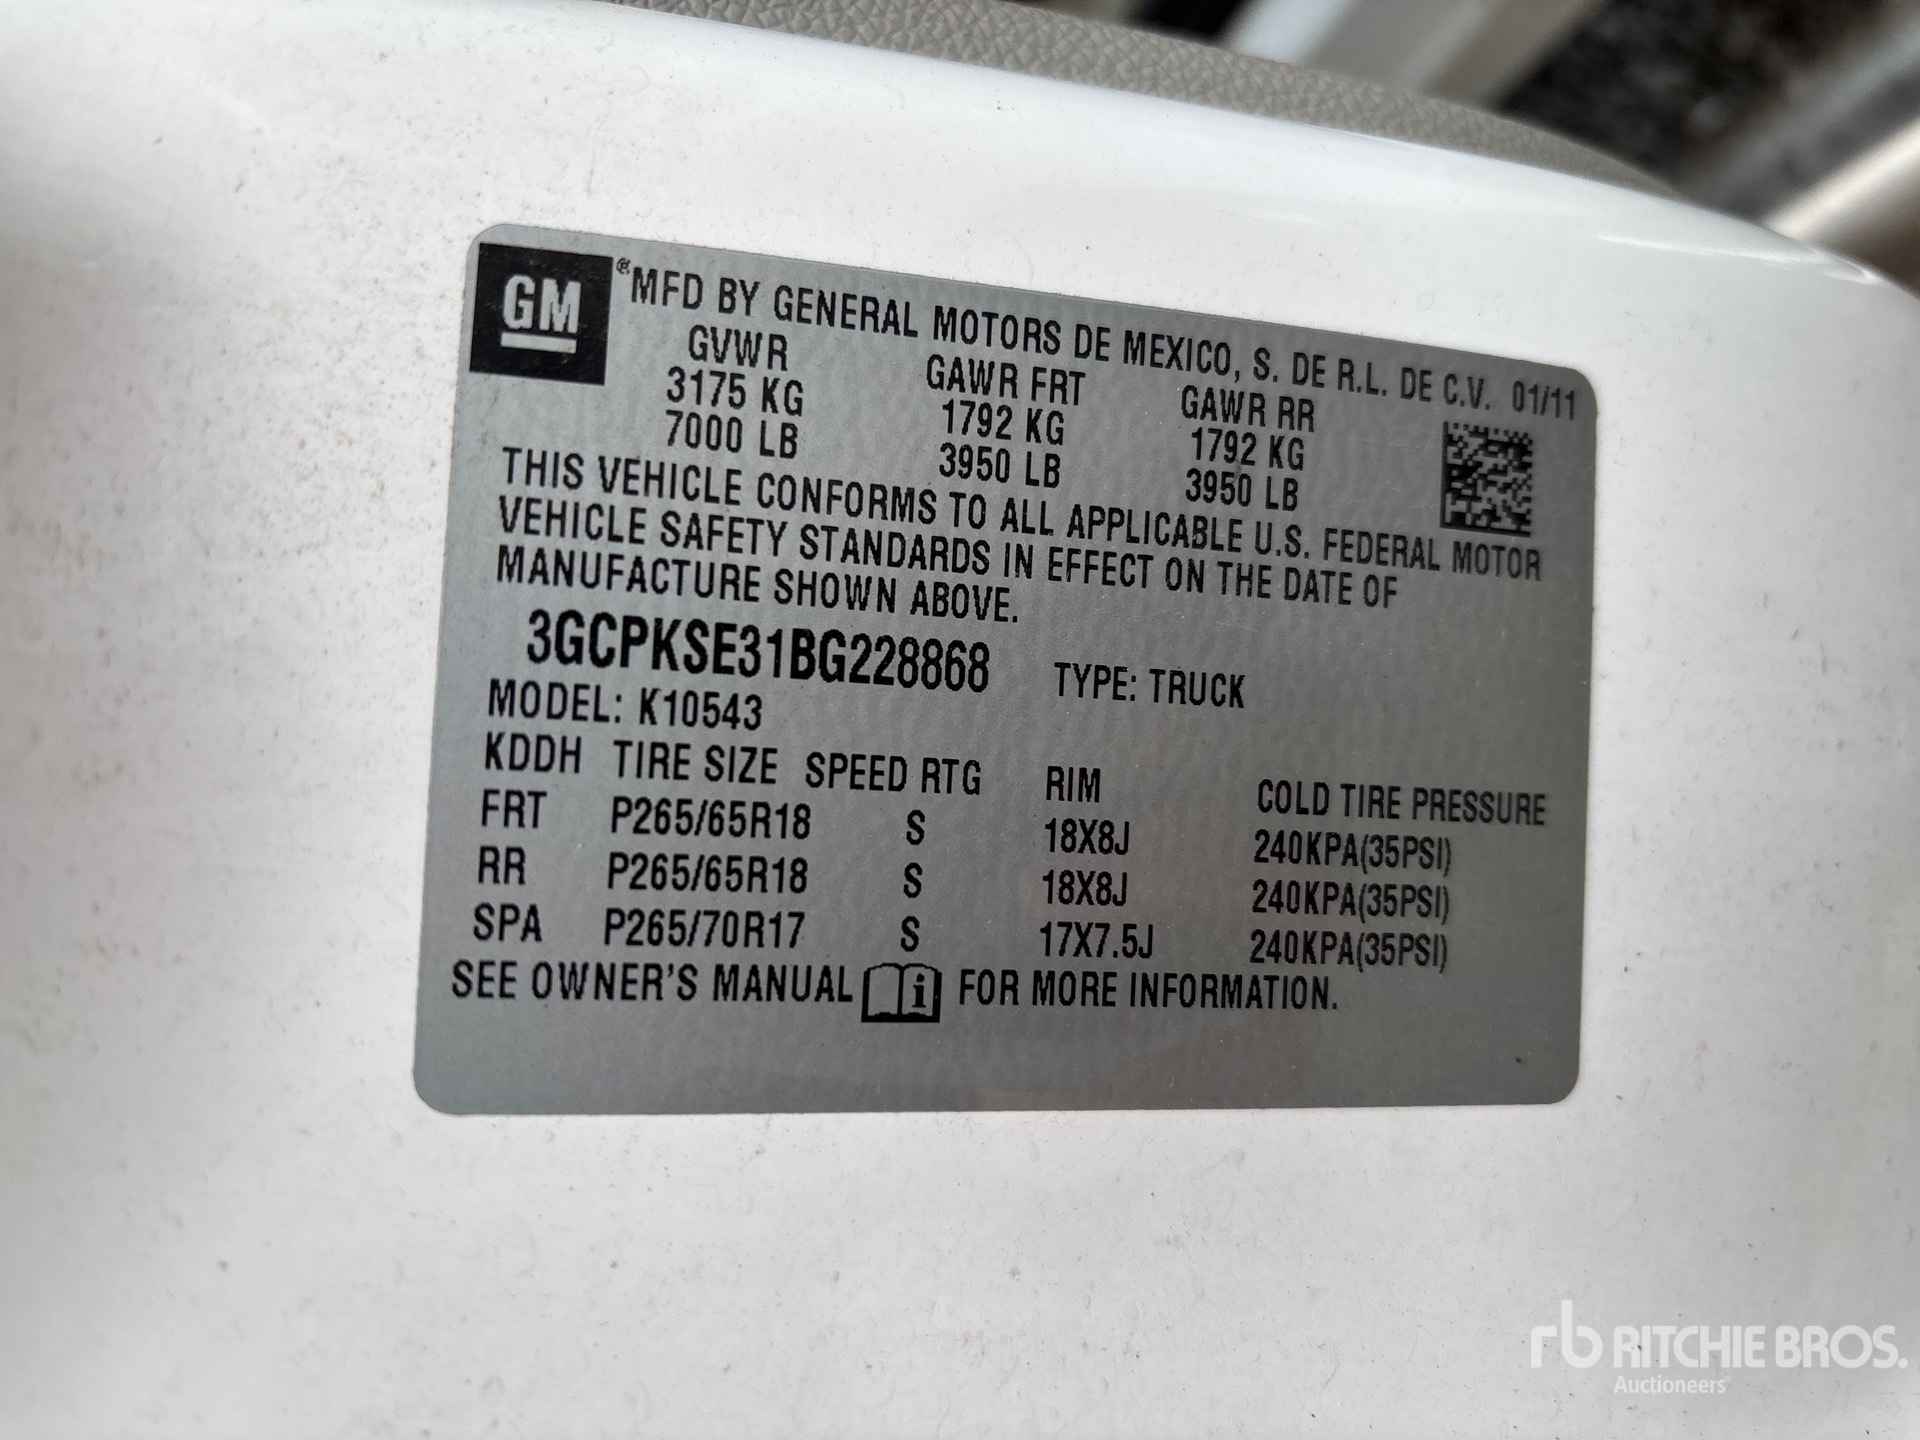 GM
® MFD BY GENERAL MOTORS DE MEXICO, S. DE R.L. DE C.V. 01/11
GVWR GAWR FRT GAWR RR
3175 KG 1792 KG 1792 KG
7000 LB 3950 LB 3950 LB
THIS VEHICLE CONFORMS TO ALL APPLICABLE U.S. FEDERAL MOTOR
VEHICLE SAFETY STANDARDS IN EFFECT ON THE DATE OF
MANUFACTURE SHOWN ABOVE.
3GCPKSE31BG228868 TYPE: TRUCK
MODEL: K10543
KDDH TIRE SIZE SPEED RTG RIM COLD TIRE PRESSURE
FRT P265/65R18 S 18X8J 240KPA(35PSI)
RR P265/65R18 S 18X8J 240KPA(35PSI)
SPA P265/70R17 S 17X7.5J 240KPA(35PSI)
SEE OWNER'S MANUAL i FOR MORE INFORMATION.
rb RITCHIE BROS.
Auctioneers